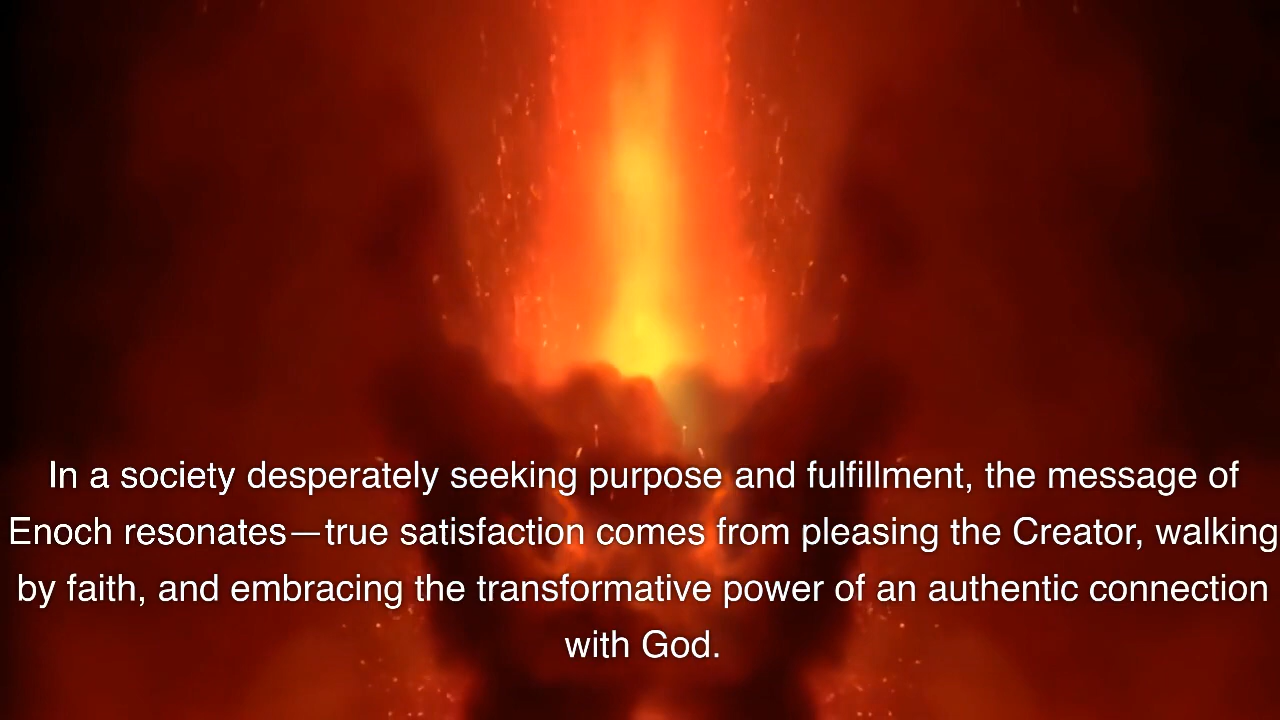 In a society desperately seeking purpose and fulfillment, the message of
Enoch resonates—true satisfaction comes from pleasing the Creator, walking
by faith, and embracing the transformative power of an authentic connection
with God.